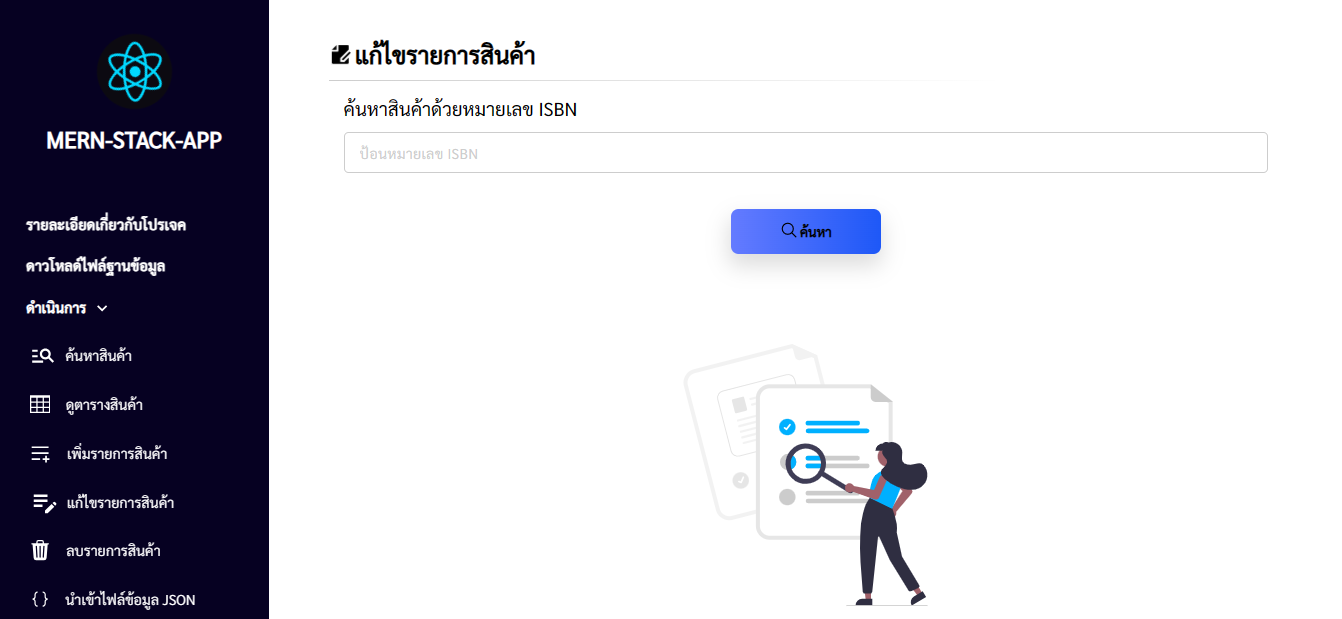 MERN-STACK-APP
รายละเอียดเกี่ยวกับโปรเจค
ดาวโหลดไฟล์ฐานข้อมูล
ดำเนินการ
ค้นหาสินค้า
ดูตารางสินค้า
เพิ่มรายการสินค้า
แก้ไขรายการสินค้า
ลบรายการสินค้า
นำเข้าไฟล์ข้อมูล JSON
แก้ไขรายการสินค้า
ค้นหาสินค้าด้วยหมายเลข ISBN
ป้อนหมายเลข ISBN
ค้นหา